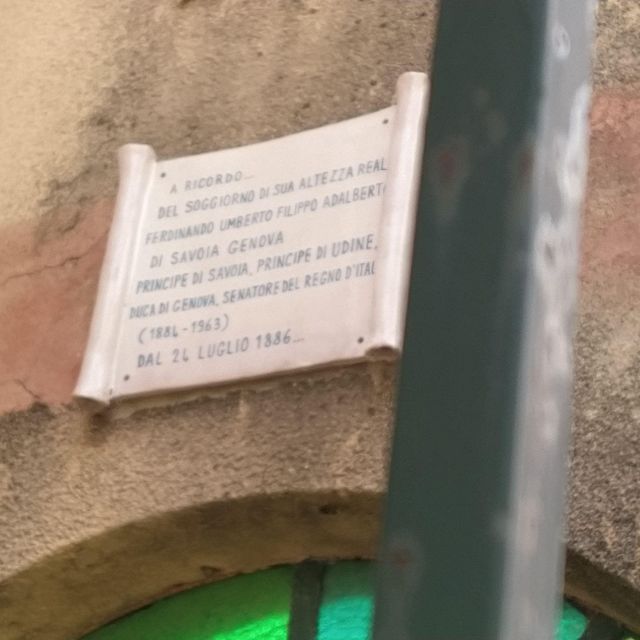 A RICORDO...
DEL SOGGIORNO DI SUA ALTEZZA REAL
FERDINANDO UMBERTO FILIPPO ADALBERT
DI SAVOIA GENOVA
PRINCIPE DI SAVOIA, PRINCIPE DI UDINE,
DUCA DI GENOVA, SENATORE DEL REGNO D'ITAL
(1884-1963)
DAL 24 LUGLIO 1886...